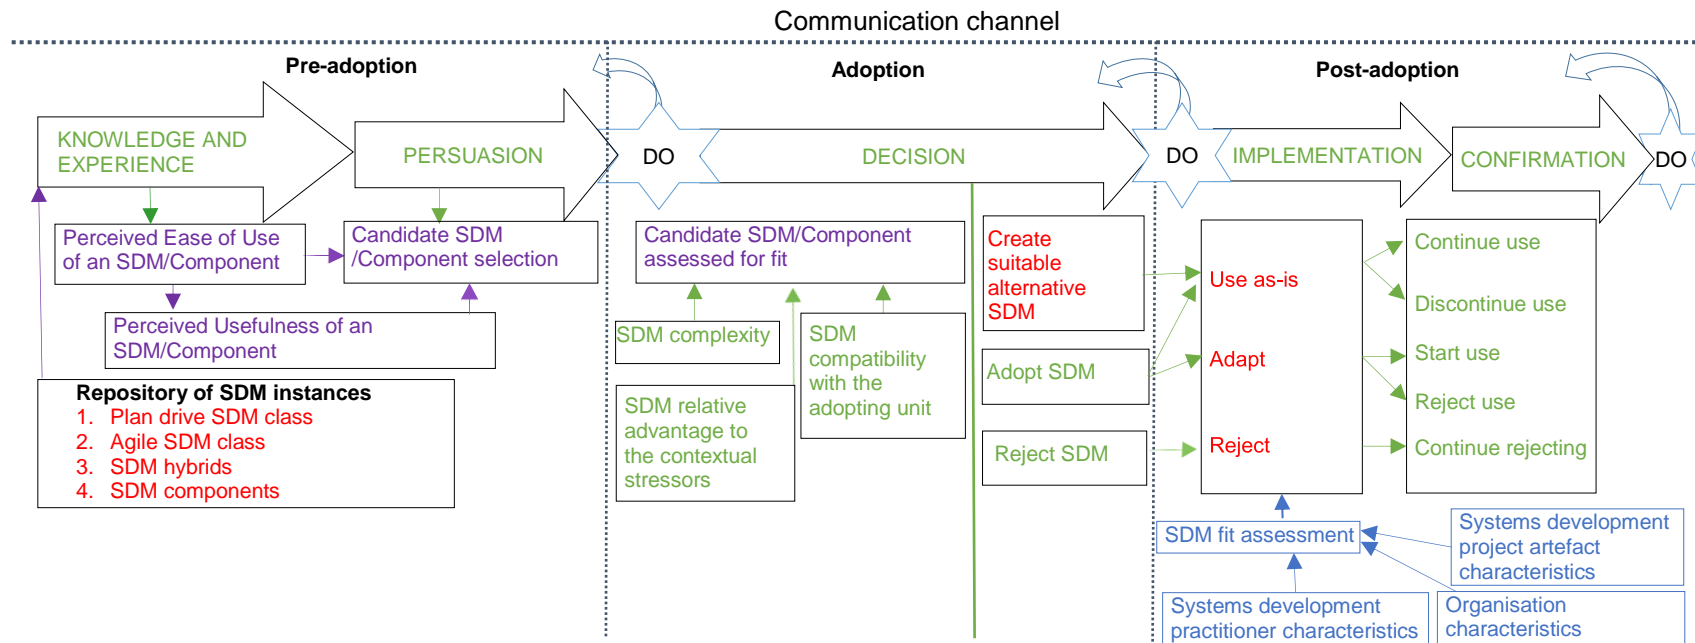 Communication channel
Pre-adoption
Adoption
Post-adoption
KNOWLEDGE AND
EXPERIENCE
PERSUASION
DO
DECISION
DO
IMPLEMENTATION
CONFIRMATION
DO
Perceived Ease of Use
of an SDM/Component
Candidate SDM
/Component selection
Perceived Usefulness of an
SDM/Component
Repository of SDM instances
1. Plan drive SDM class
2. Agile SDM class
3. SDM hybrids
4. SDM components
Candidate SDM/Component
assessed for fit
SDM complexity
SDM relative
advantage to
the contextual
stressors
SDM
compatibility
with the
adopting unit
Create
suitable
alternative
SDM
Adopt SDM
Reject SDM
Use as-is
Adapt
Reject
Continue use
Discontinue use
Start use
Reject use
Continue rejecting
SDM fit assessment
Systems development
project artefact
characteristics
Systems development
practitioner characteristics
Organisation
characteristics